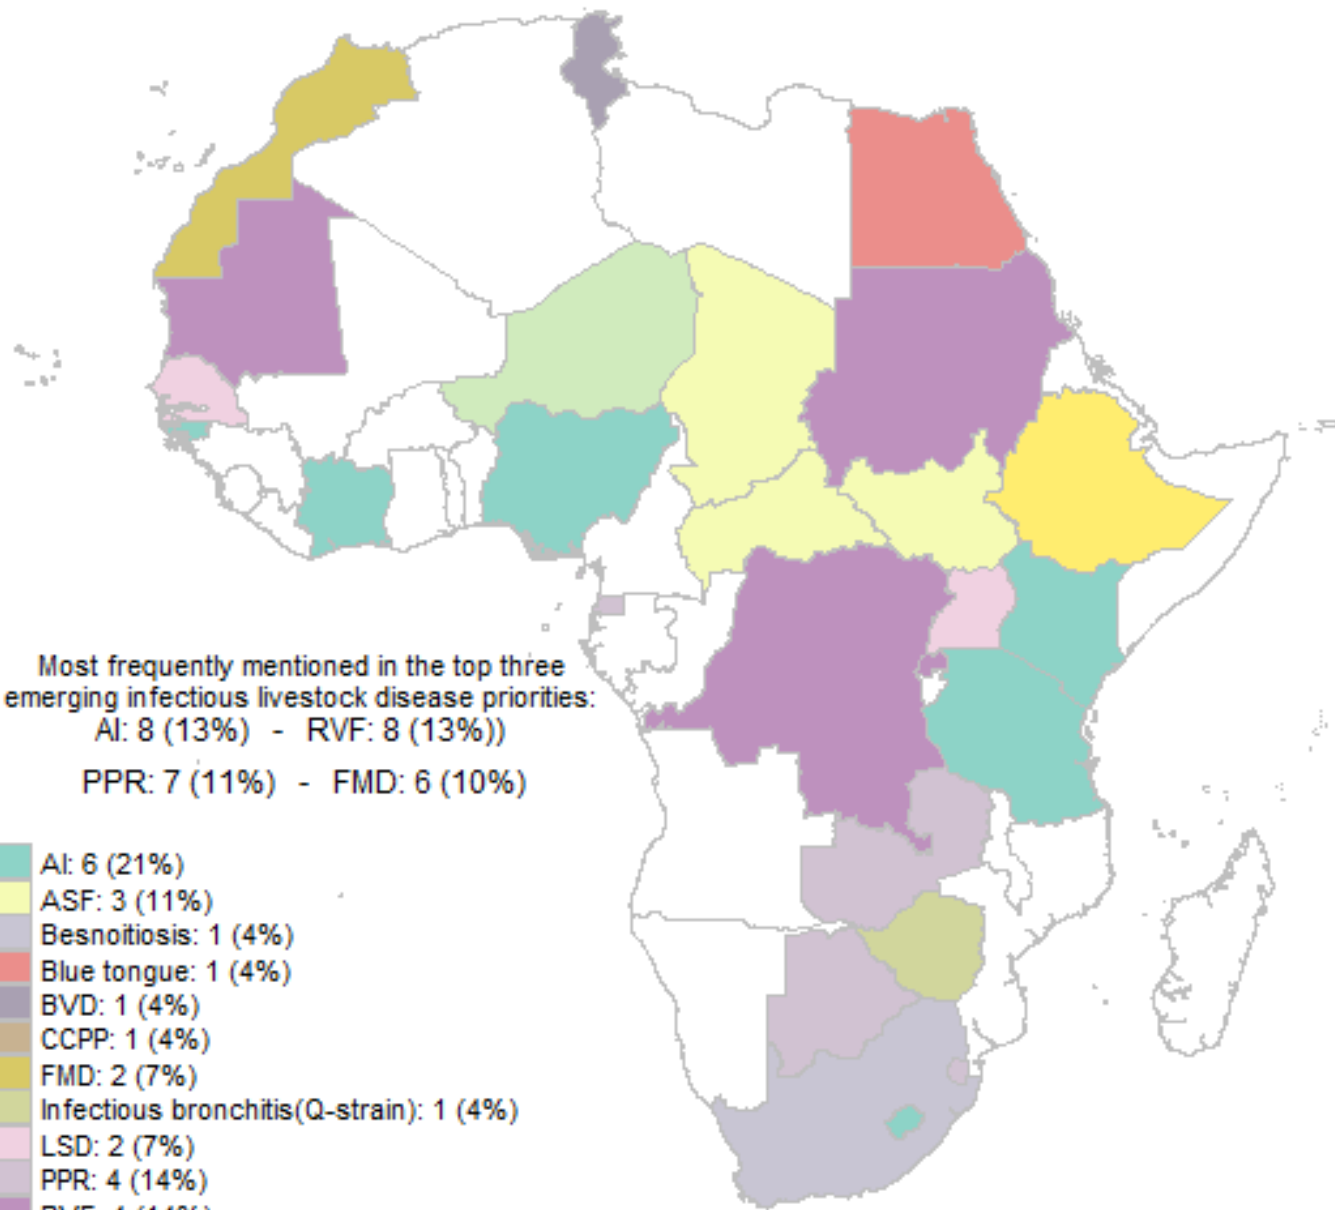 Most frequently mentioned in the top three
emerging infectious livestock disease priorities:
AI: 8 (13%) - RVF: 8 (13%))
PPR: 7 (11%) - FMD: 6 (10%)
AI: 6 (21%)
ASF: 3 (11%)
Besnoitiosis: 1 (4%)
Blue tongue: 1 (4%)
BVD: 1 (4%)
CCPP: 1 (4%)
FMD: 2 (7%)
Infectious bronchitis(Q-strain): 1 (4%)
LSD: 2 (7%)
PPR: 4 (14%)